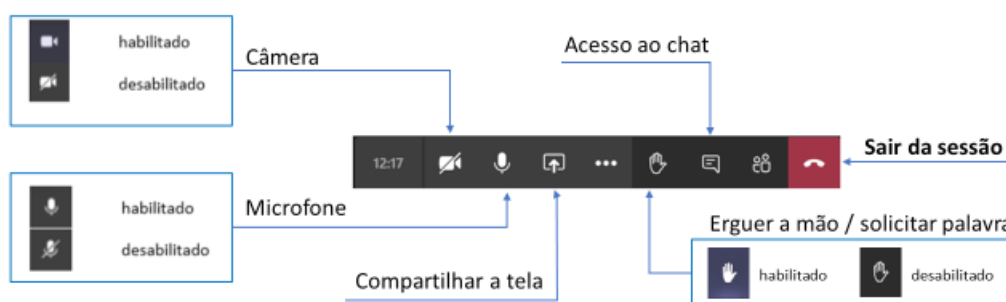 habilitado
desabilitado
Câmera
Acesso ao chat
12:17
Sair da sessão
habilitado
desabilitado
Microfone
Compartilhar a tela
Erguer a mão / solicitar palavra
habilitado
desabilitado